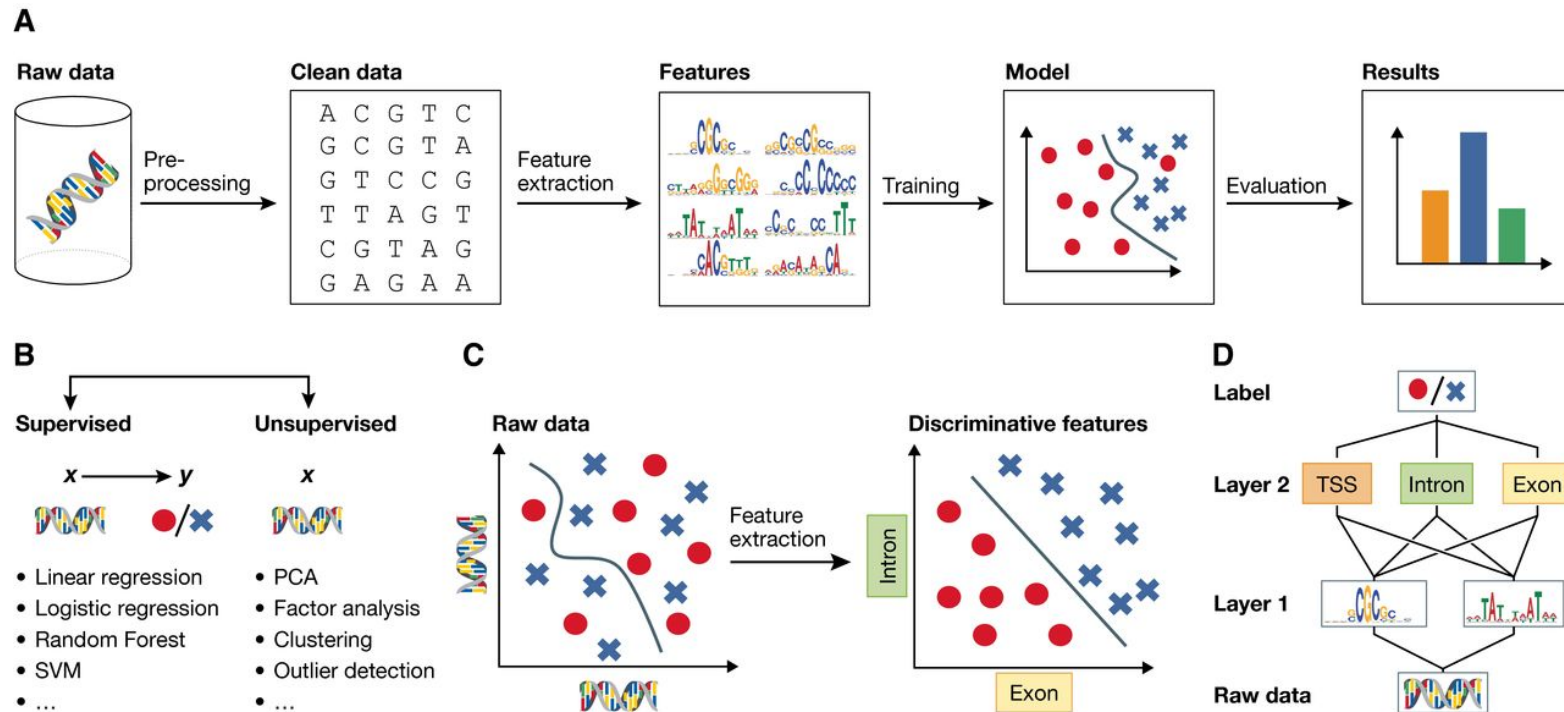 A
Raw data
Clean data
Features
Model
Results
Pre-
processing
A C G T C
G C G T A
G T C C G
T T A G T
C G T A G
G A G A A
Feature
extraction
Training
Evaluation
B
Supervised
Unsupervised
x
y
x
/
• Linear regression
• Logistic regression
• Random Forest
• SVM
• ...
• PCA
• Factor analysis
• Clustering
• Outlier detection
• ...
C
Raw data
Feature
extraction
Discriminative features
Intron
Exon
D
Label
/
Layer 2
TSS
Intron
Exon
Layer 1
Raw data